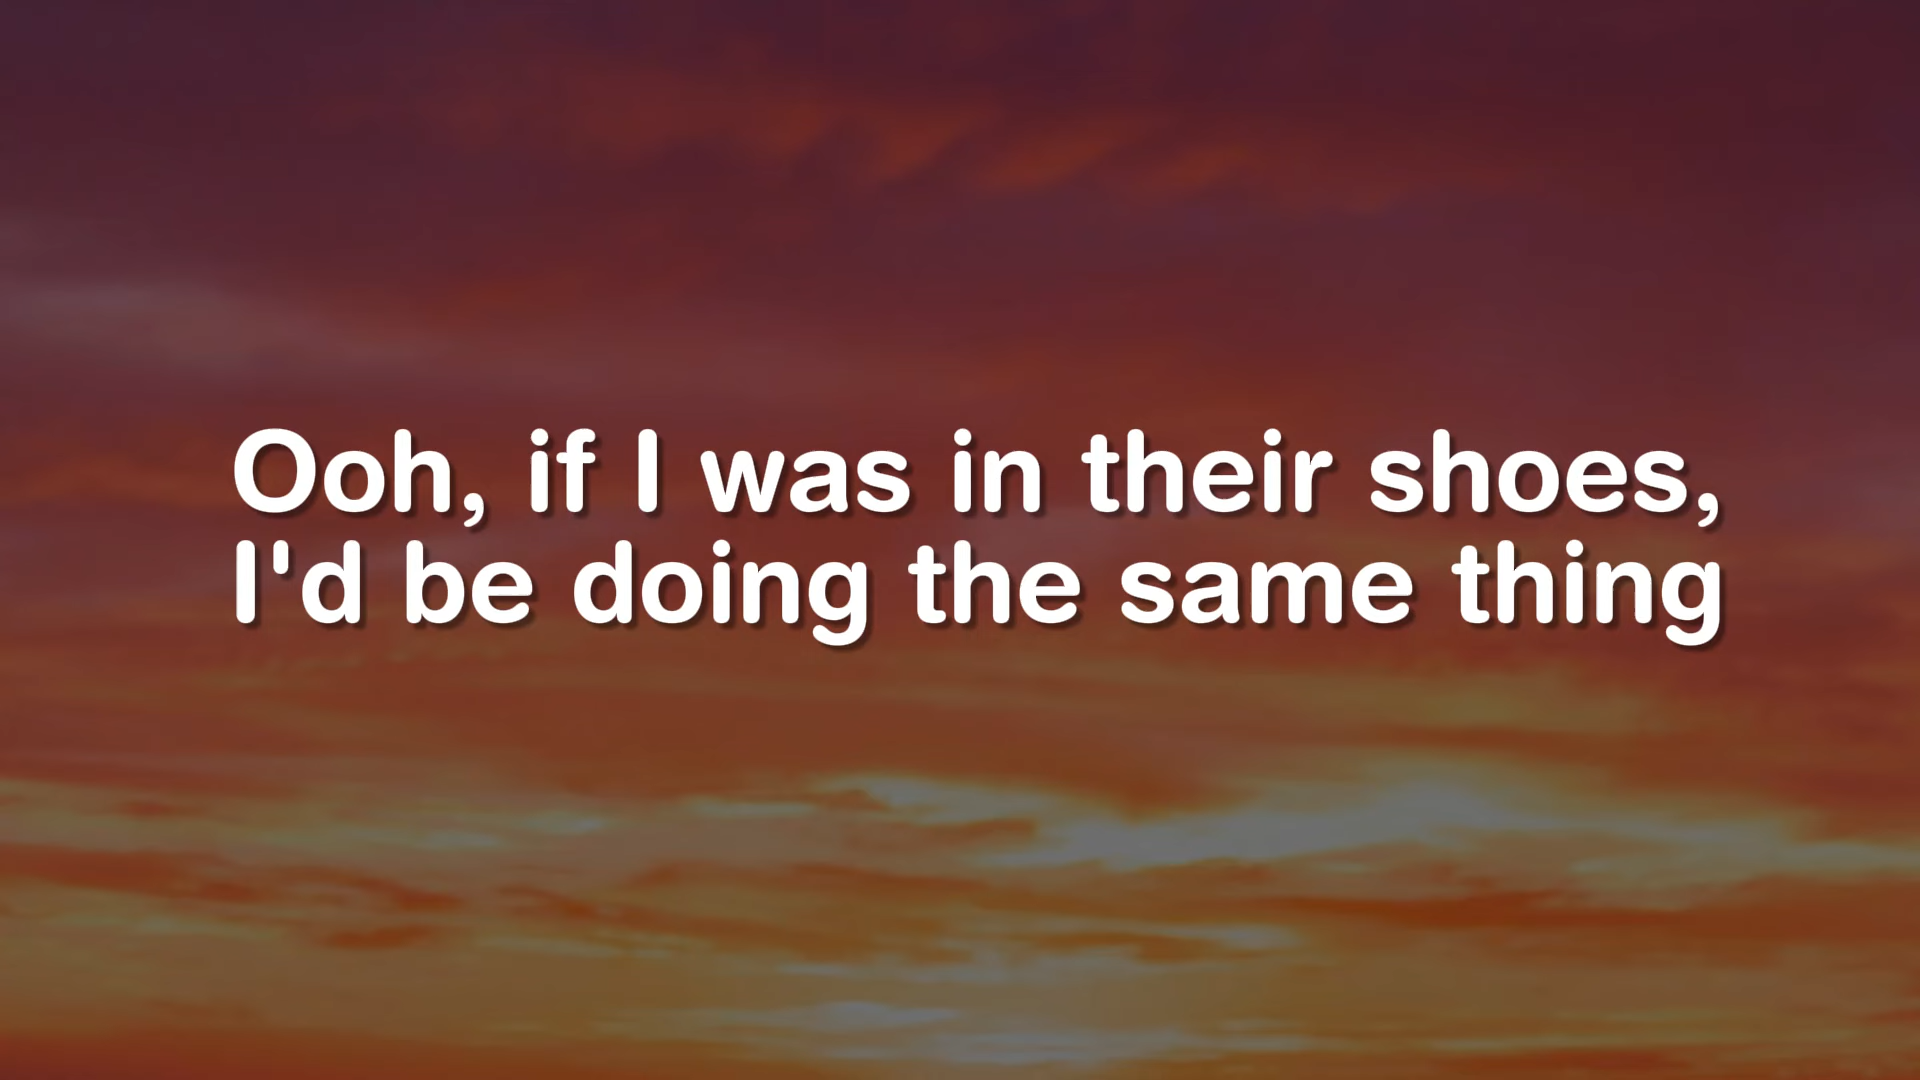 Ooh, if I was in their shoes,
I'd be doing the same thing